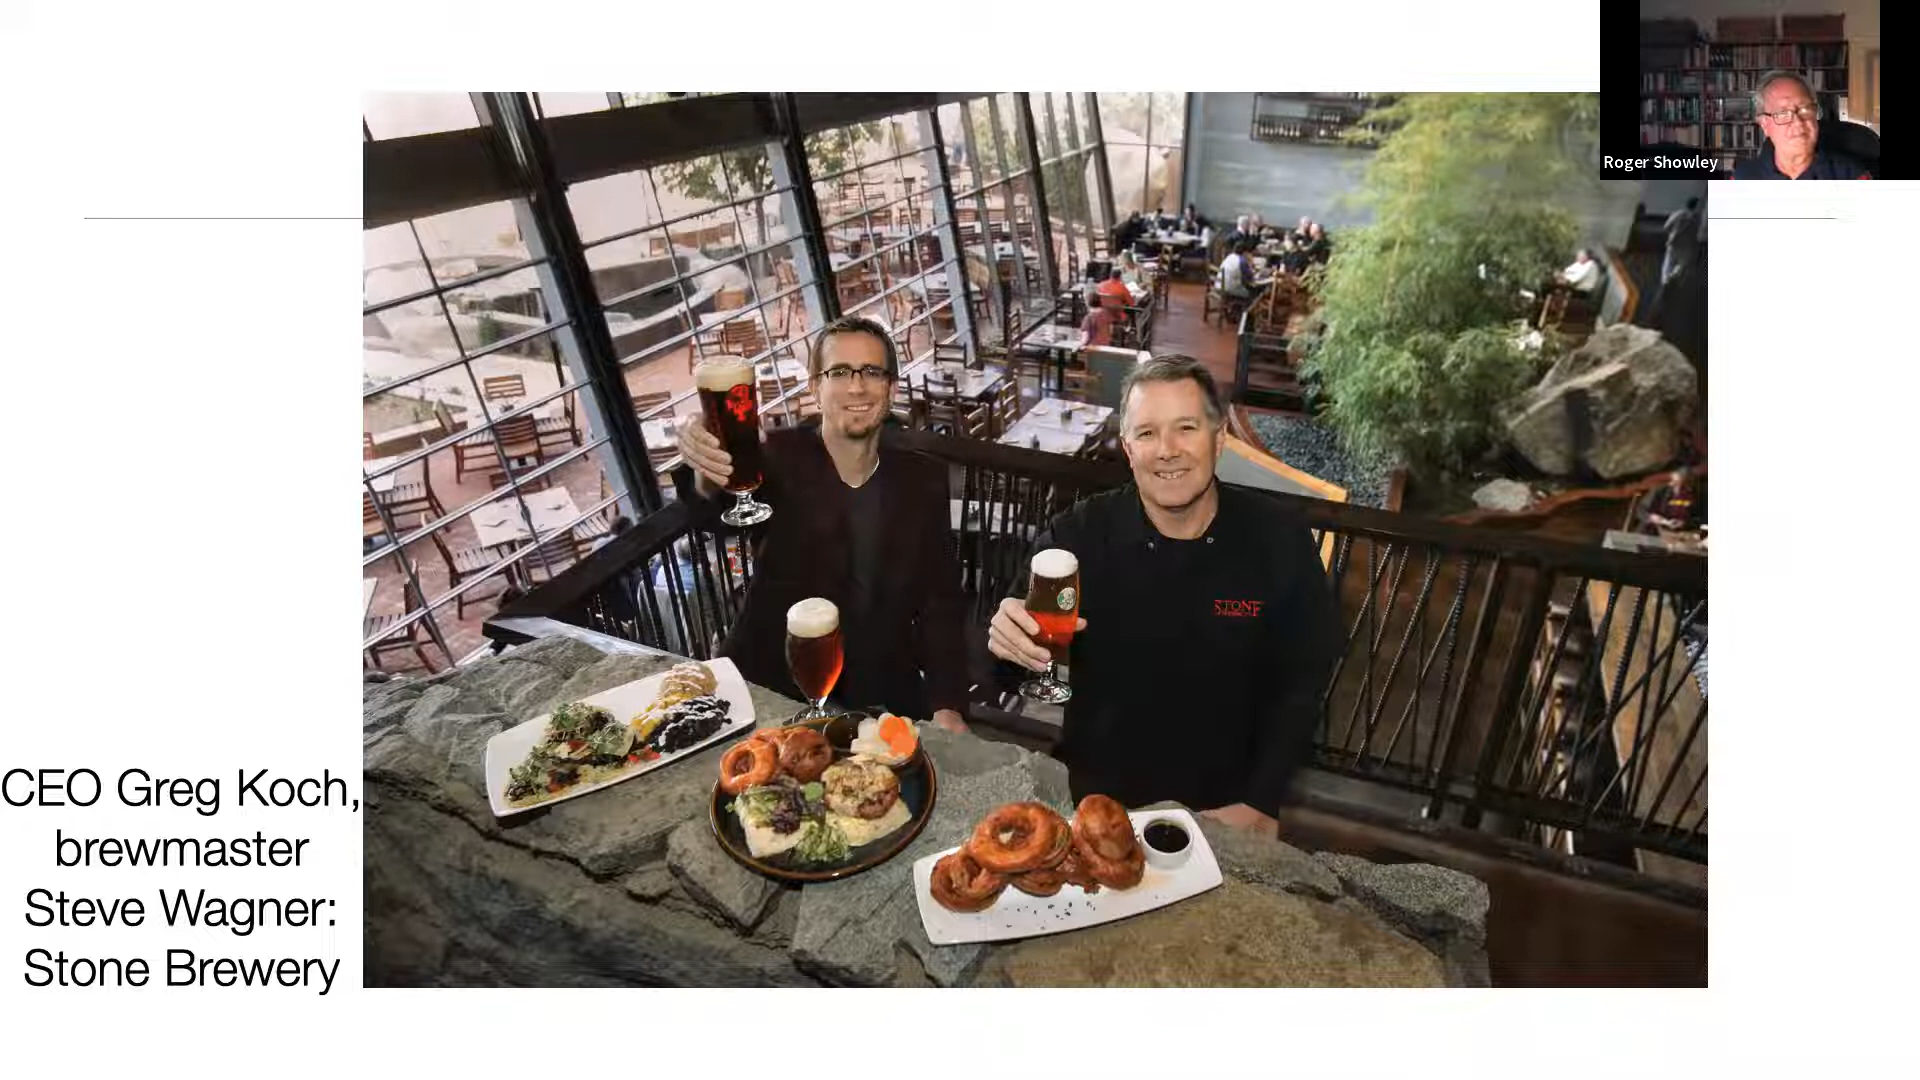 Roger Showley
STONE
CEO Greg Koch,
brewmaster
Steve Wagner:
Stone Brewery